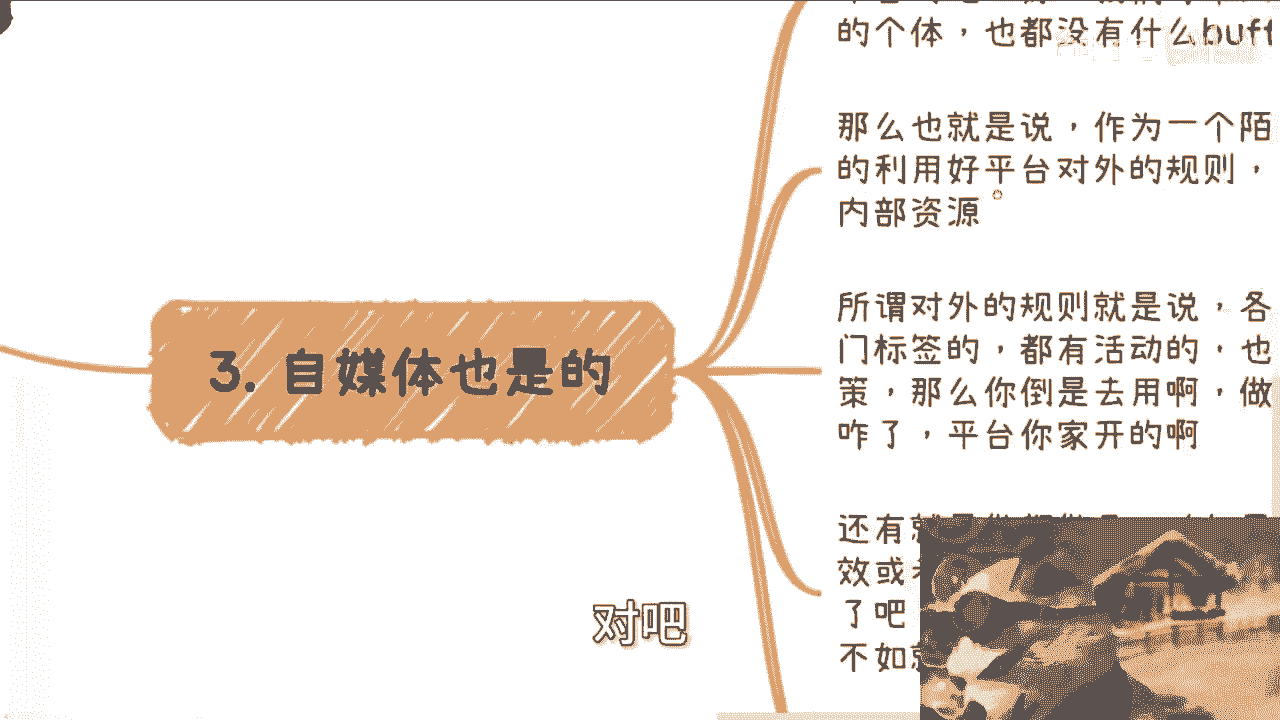 的个体，也都没有什么buff
那么也就是说，作为一个陌
的利用好平台对外的规则，
内部资源
3. 自媒体也是的
所谓对外的规则就是说，各
门标签的，都有活动的，也
策，那么你倒是去用啊，做
咋了，平台你家开的啊
还有就是
效或
了吧
不如
对吧